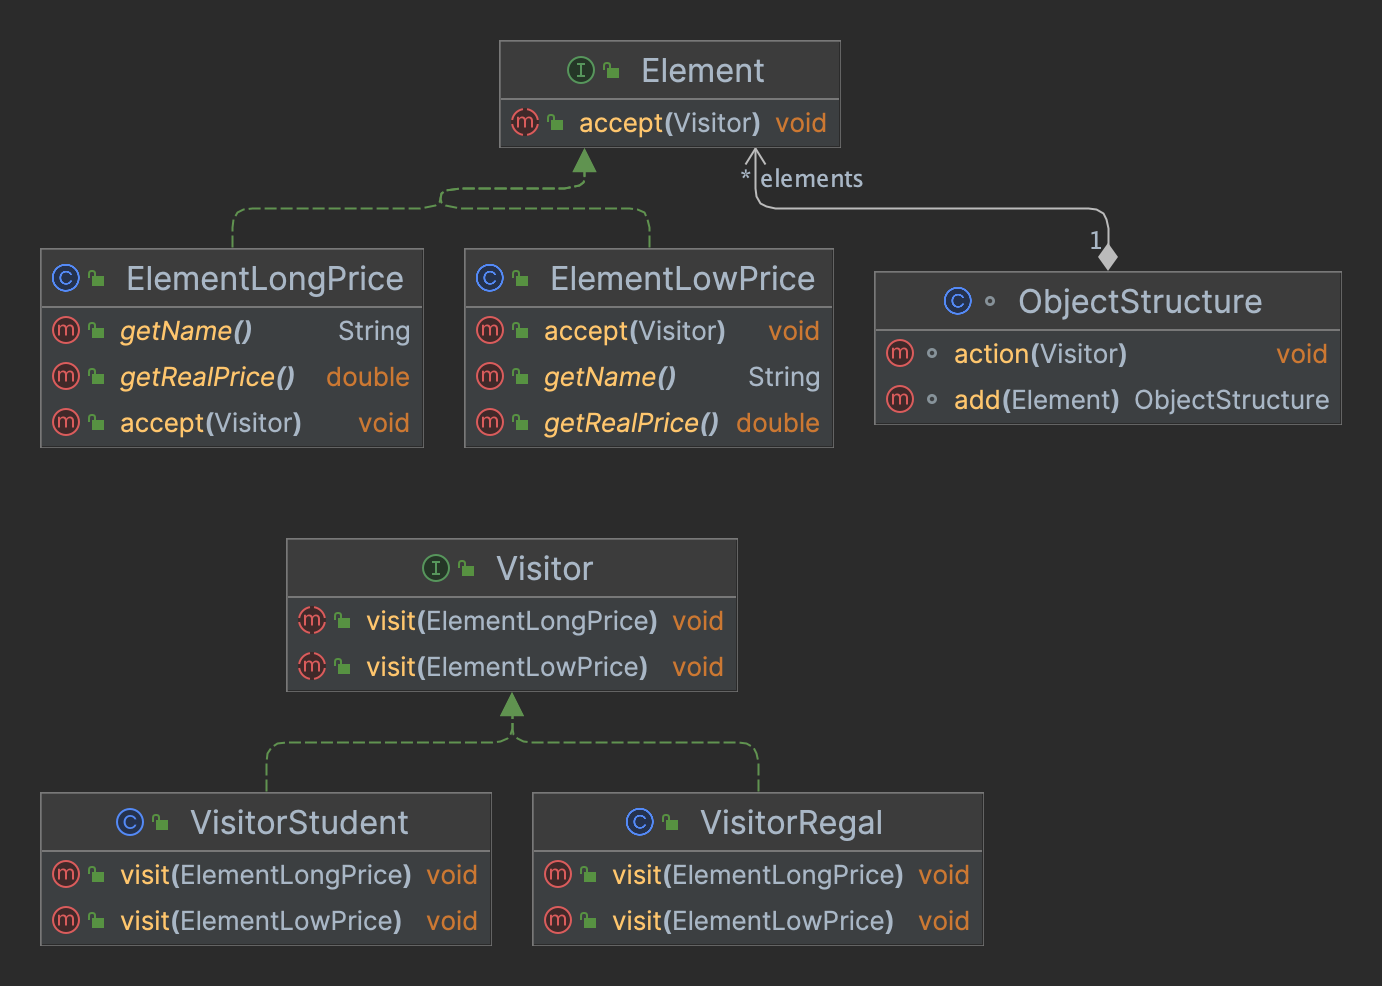 Element
accept(Visitor) void
* elements
1
ElementLongPrice
getName() String
getRealPrice() double
accept(Visitor) void
ElementLowPrice
accept(Visitor) void
getName() String
getRealPrice() double
ObjectStructure
action(Visitor) void
add(Element) ObjectStructure
Visitor
visit(ElementLongPrice) void
visit(ElementLowPrice) void
VisitorStudent
visit(ElementLongPrice) void
visit(ElementLowPrice) void
VisitorRegal
visit(ElementLongPrice) void
visit(ElementLowPrice) void